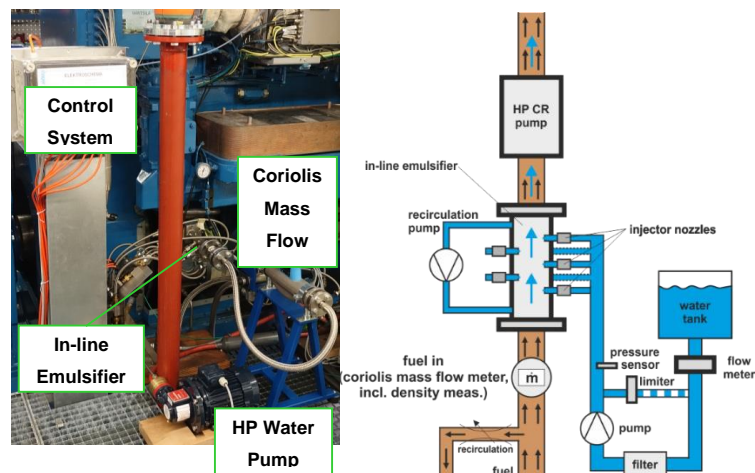 ELEKTROSCHRANK
Control
System
Coriolis
Mass
Flow
In-line
Emulsifier
HP Water
Pump
HP CR
pump
in-line emulsifier
recirculation
pump
injector nozzles
water
tank
flow
meter
pressure
sensor
limiter
pump
filter
fuel in
(coriolis mass flow meter,
incl. density meas.)
ṁ
recirculation
fuel